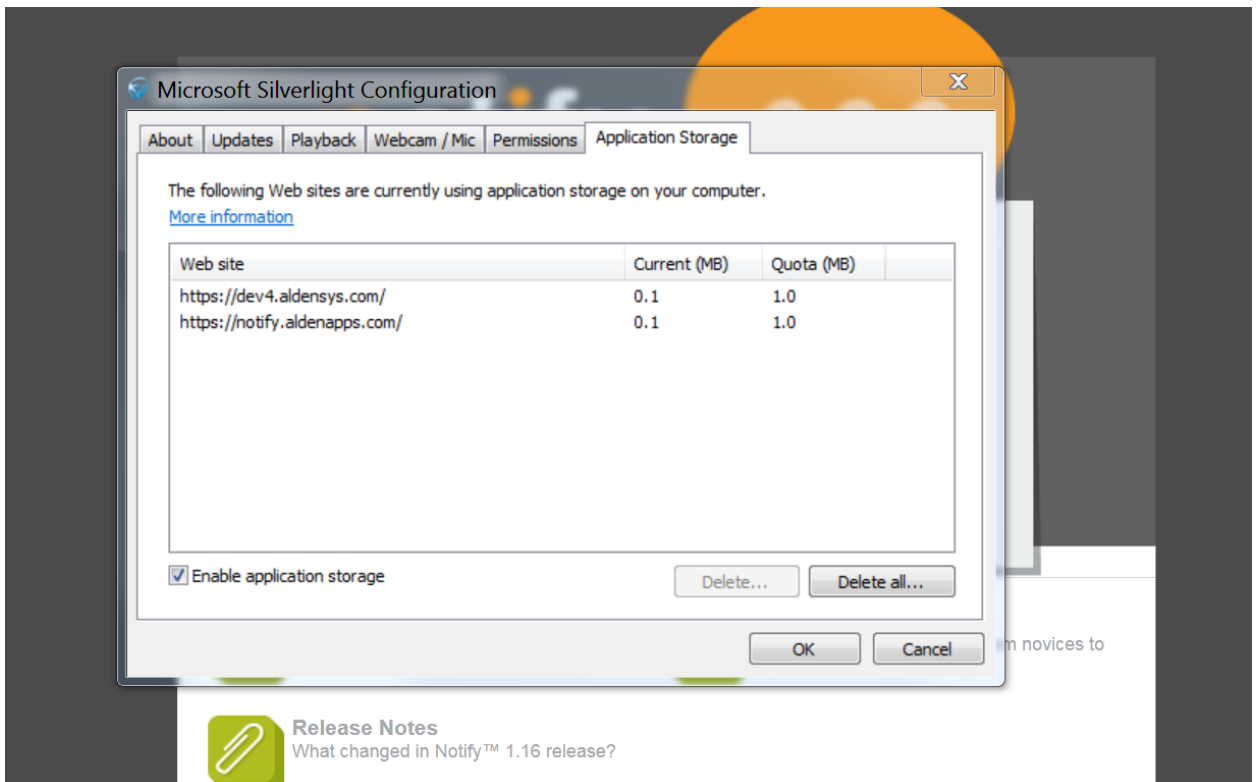 Microsoft Silverlight Configuration
About Updates Playback Webcam / Mic Permissions Application Storage
The following Web sites are currently using application storage on your computer.
More information
Web site Current (MB) Quota (MB)
https://dev4.aldensys.com/ 0.1 1.0
https://notify.aldenapps.com/ 0.1 1.0
Enable application storage Delete... Delete all...
OK Cancel
novices to
Release Notes
What changed in Notify™ 1.16 release?